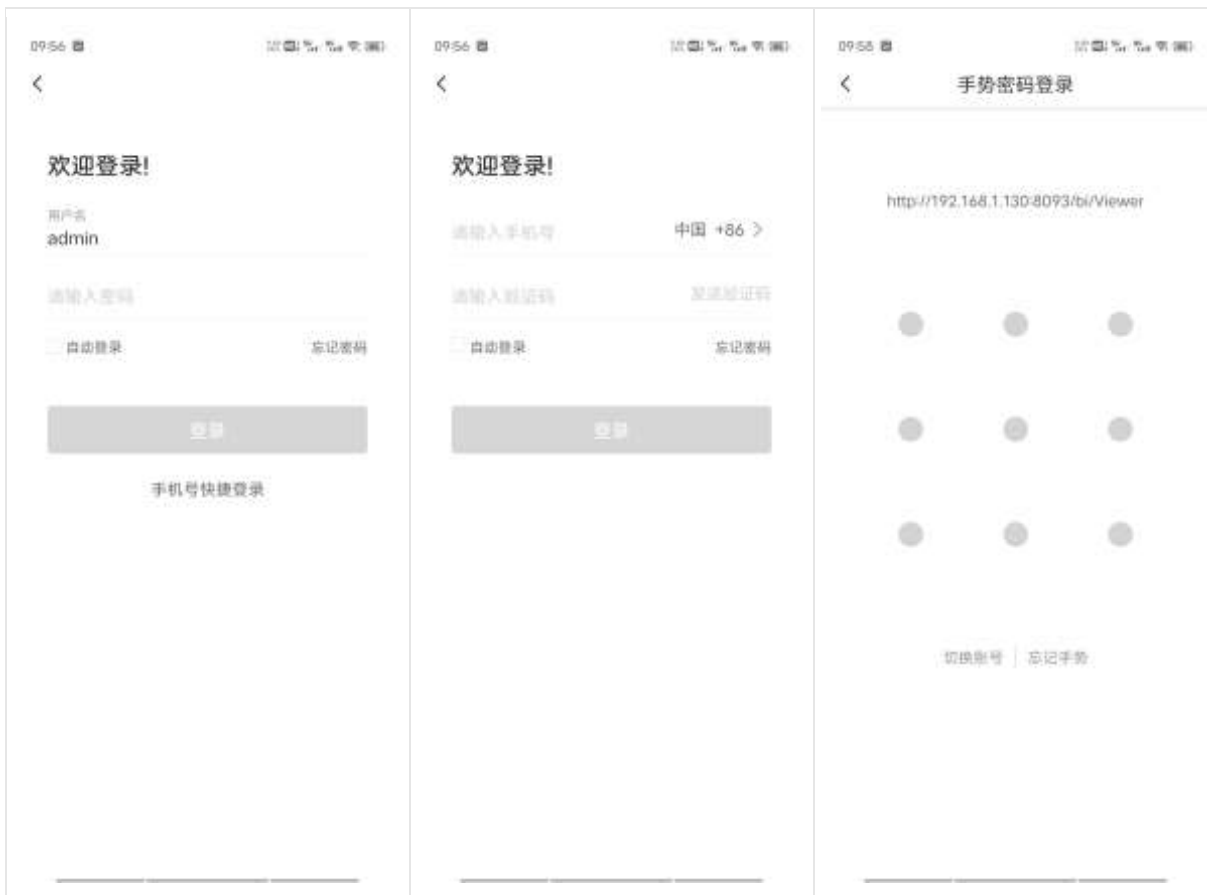 09:56
欢迎登录!
用户名
admin
请输入密码
自动登录 忘记密码
登录
手机号快捷登录
09:56
欢迎登录!
请输入手机号 中国 +86 >
请输入验证码 发送验证码
自动登录 忘记密码
登录
09:58
手势密码登录
http://192.168.1.130:8093/bi/Viewer
切换账号 忘记手势